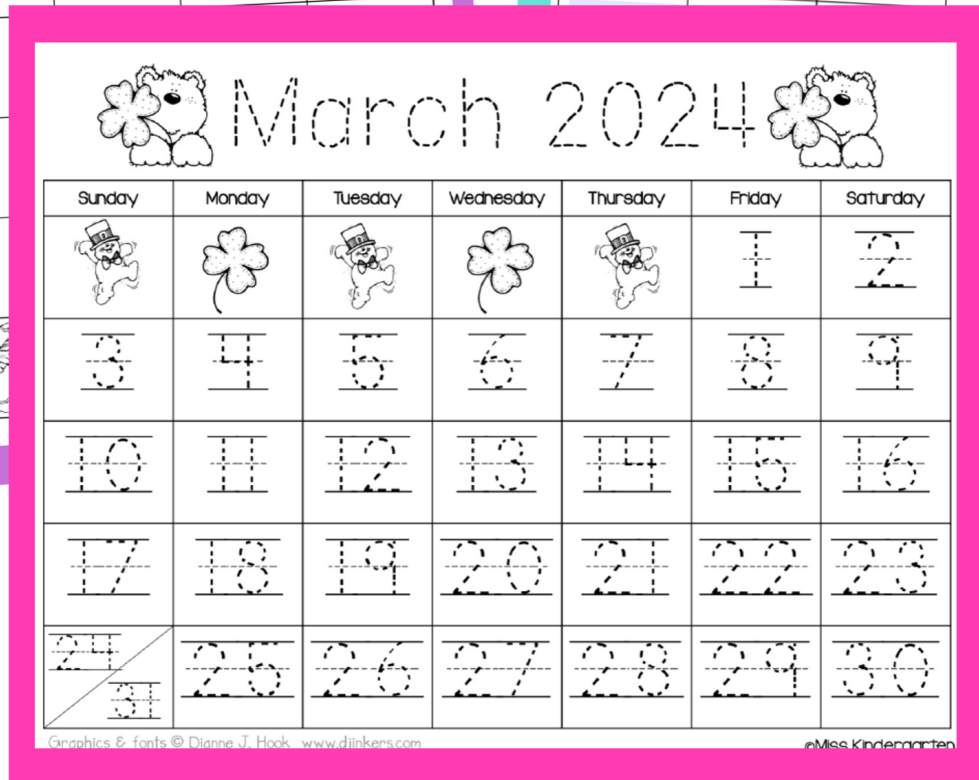 March 2024
Sunday Monday Tuesday Wednesday Thursday Friday Saturday
1 2
3 4 5 6 7 8 9
10 11 12 13 14 15 16
17 18 19 20 21 22 23
24 25 26 27 28 29 30
31
Graphics & fonts © Dianne J. Hook www.djinkers.com
©Miss Kindergarten